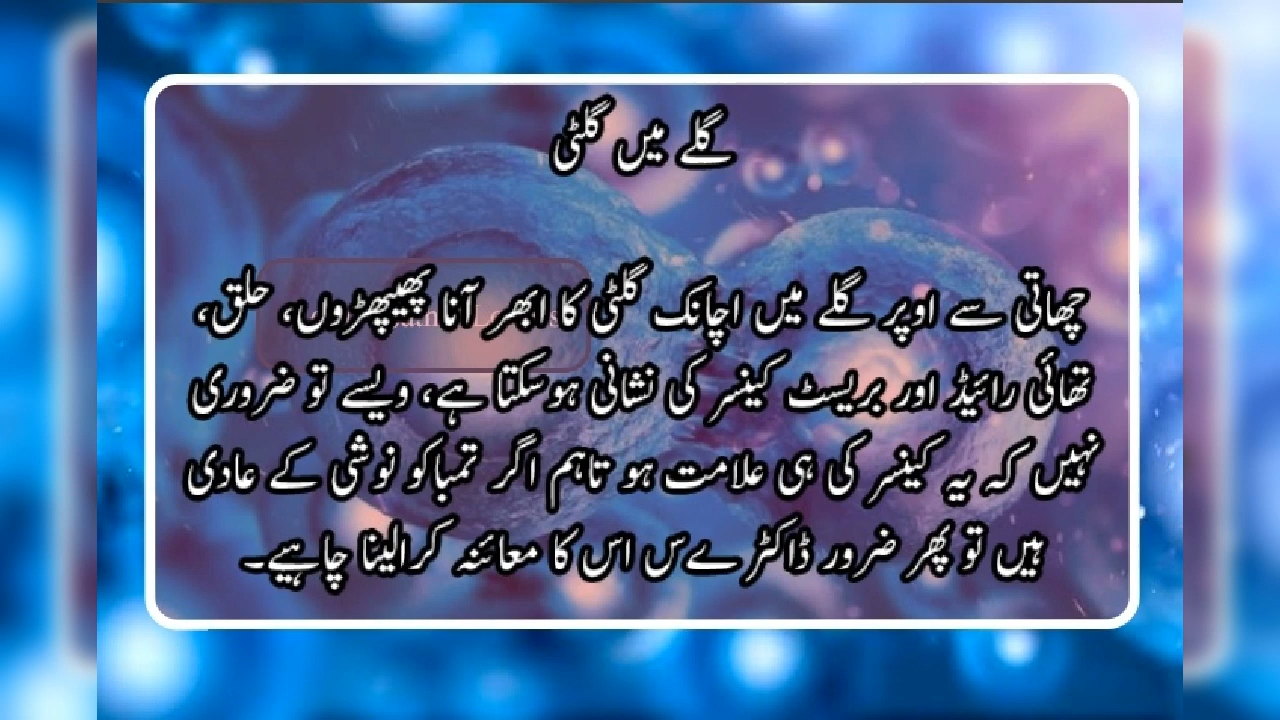 گلے میں گلٹی
چھاتی سے اوپر گلے میں اچانک گلٹی کا ابھر آنا پھیپھڑوں، حلق،
تھائی رائیڈ اور بریسٹ کینسر کی نشانی ہوسکتا ہے، ویسے تو ضروری
نہیں کہ یہ کینسر کی ہی علامت ہو تاہم اگر تمباکو نوشی کے عادی
ہیں تو پھر ضرور ڈاکٹر ےس اس کا معائنہ کرالینا چاہیے۔